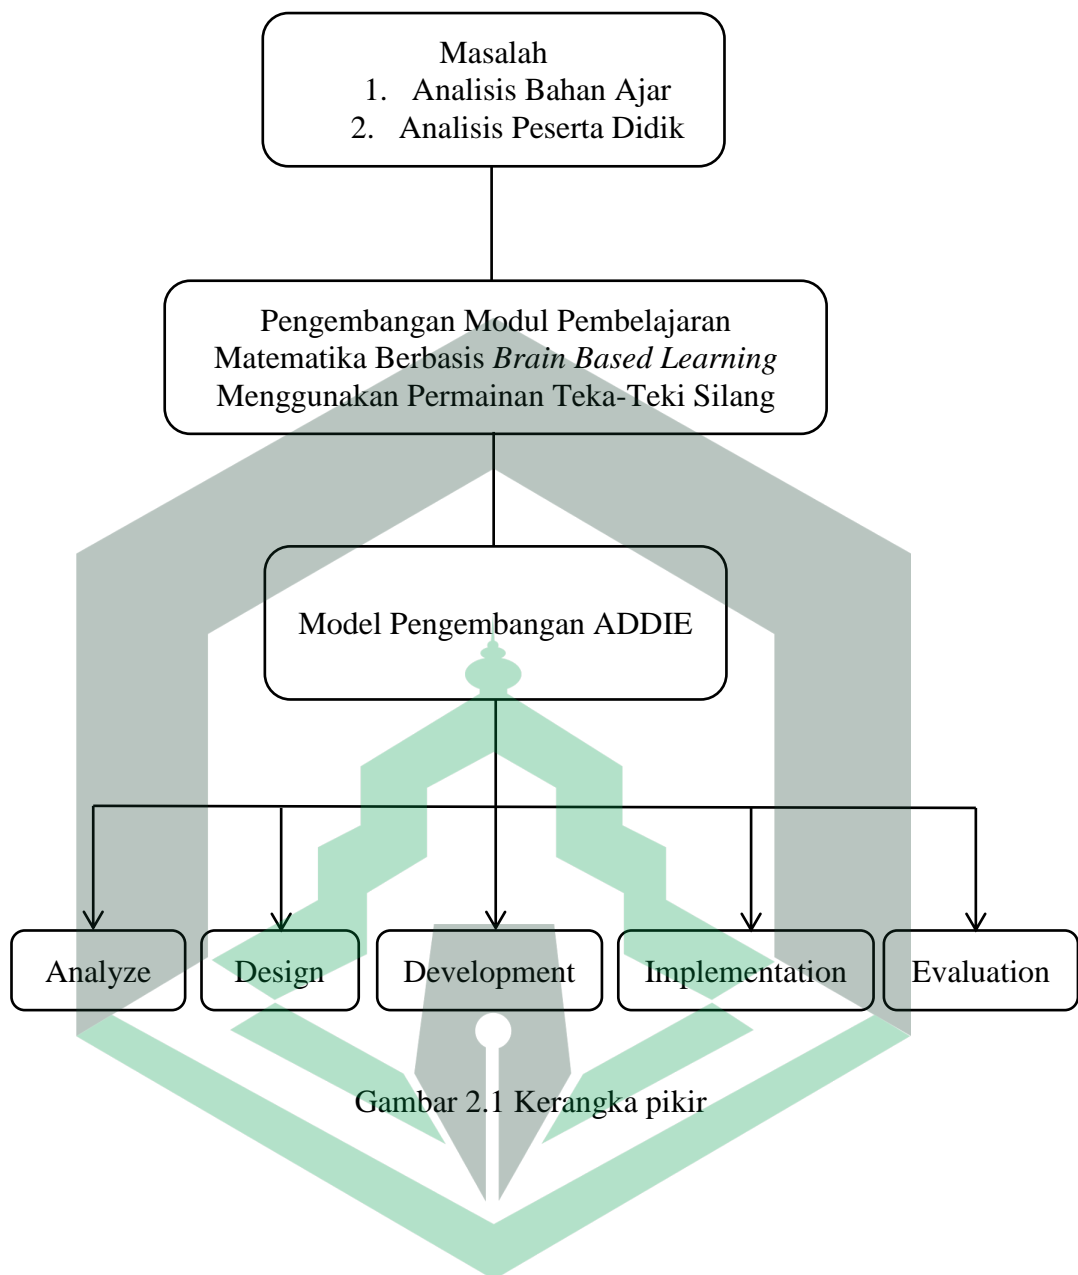 Masalah
1. Analisis Bahan Ajar
2. Analisis Peserta Didik
Pengembangan Modul Pembelajaran
Matematika Berbasis Brain Based Learning
Menggunakan Permainan Teka-Teki Silang
Model Pengembangan ADDIE
Analyze
Design
Development
Implementation
Evaluation
Gambar 2.1 Kerangka pikir